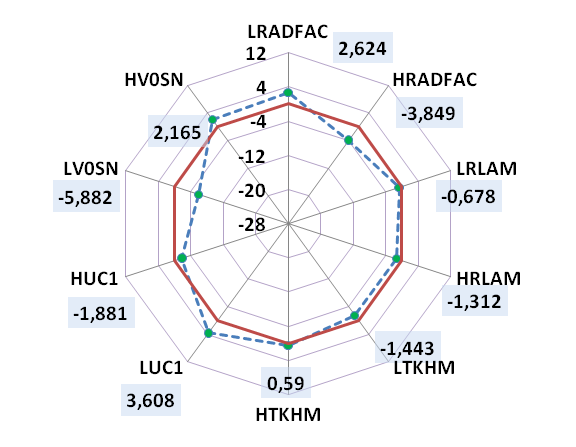 LRADFAC
12
2,624
HV0SN
HRADFAC
4
-3,849
-4
2,165
-12
LV0SN
LRLAM
-5,882
-0,678
-20
-28
HUC1
HRLAM
-1,881
-1,312
-1,443
LUC1
LTKHM
0,59
3,608
HTKHM